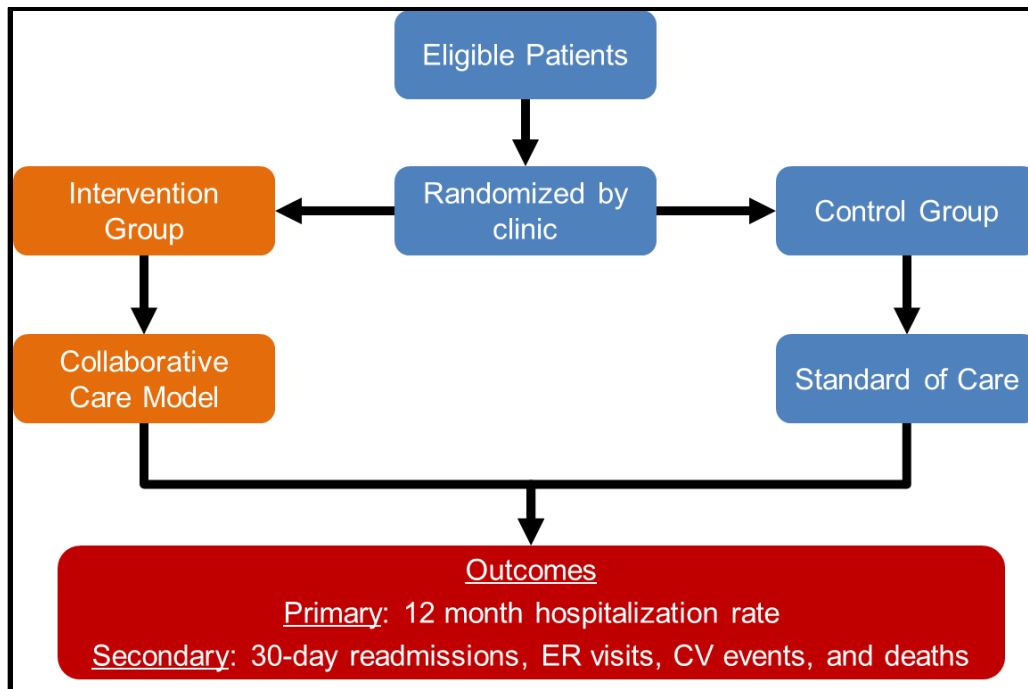 Eligible Patients
Intervention
Group
Randomized by
clinic
Control Group
Collaborative
Care Model
Standard of Care
Outcomes
Primary: 12 month hospitalization rate
Secondary: 30-day readmissions, ER visits, CV events, and deaths